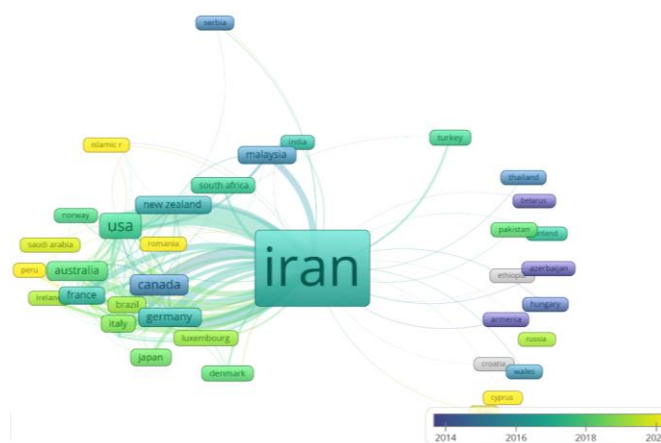 serbia
turkey
india
malaysia
islamic r
thailand
south africa
belarus
new zealand
norway
usa
pakistan
saudi arabia
romania
iran
azerbaijan
peru
australia
ethiopia
canada
ireland
france
brazil
hungary
italy
germany
armenia
luxembourg
russia
japan
croatia
denmark
wales
cyprus
2014 2016 2018